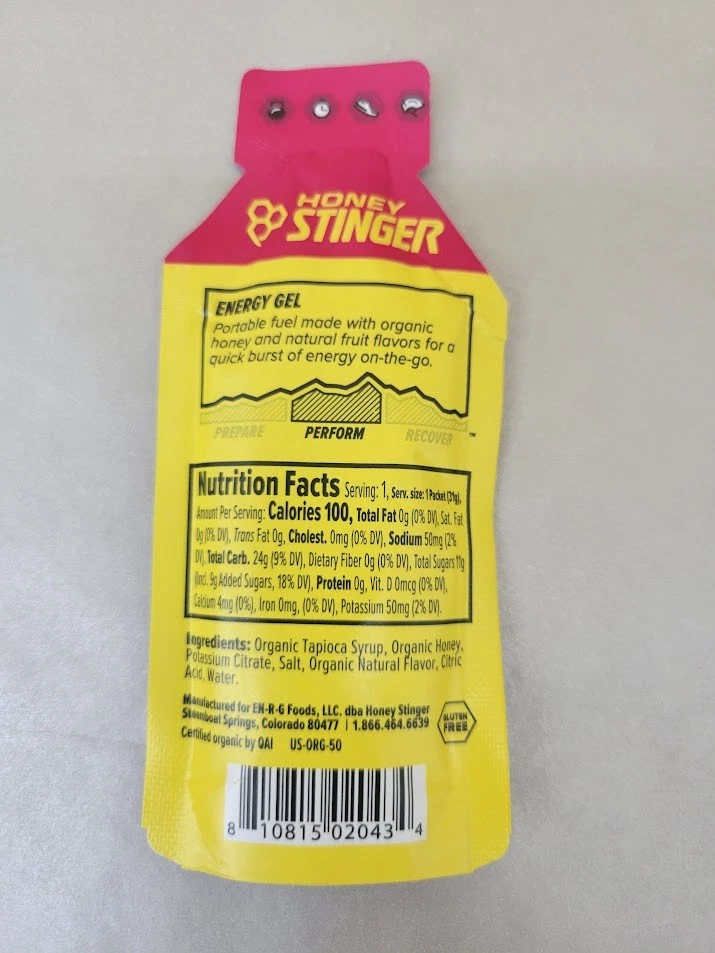 HONEY
STINGER
ENERGY GEL
Portable fuel made with organic
honey and natural fruit flavors for a
quick burst of energy on-the-go.
PREPARE PERFORM RECOVER ™
Nutrition Facts Serving: 1, Serv. size: 1 Packet (31g),
Amount Per Serving: Calories 100, Total Fat 0g (0% DV), Sat. Fat
0g (0% DV), Trans Fat 0g, Cholest. 0mg (0% DV), Sodium 50mg (2%
DV), Total Carb. 24g (9% DV), Dietary Fiber 0g (0% DV), Total Sugars 11g
(Incl. 9g Added Sugars, 18% DV), Protein 0g, Vit. D 0mcg (0% DV),
Calcium 4mg (0%), Iron 0mg, (0% DV), Potassium 50mg (2% DV).
Ingredients: Organic Tapioca Syrup, Organic Honey,
Potassium Citrate, Salt, Organic Natural Flavor, Citric
Acid, Water.
Manufactured for EN-R-G Foods, LLC. dba Honey Stinger
Steamboat Springs, Colorado 80477 | 1.866.464.6639
Certified organic by QAI US-ORG-50
GLUTEN
FREE
8 10815 02043 4